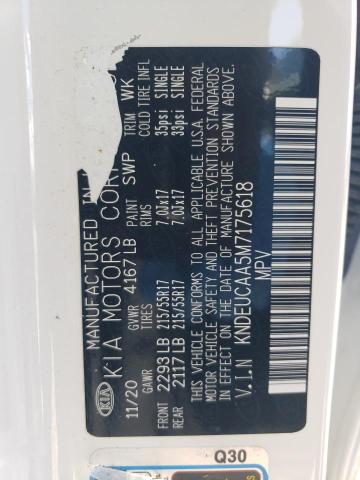 MANUFACTURED IN
KIA KIA MOTORS COR
11/20 GVWR 4167 LB PAINT SWP TRIM WK
GAWR TIRES RIMS COLD TIRE INFL
FRONT 2293 LB 215/55R17 7.0Jx17 35psi SINGLE
REAR 2117 LB 215/55R17 7.0Jx17 33psi SINGLE
THIS VEHICLE CONFORMS TO ALL APPLICABLE U.S.A. FEDERAL
MOTOR VEHICLE SAFETY AND THEFT PREVENTION STANDARDS
IN EFFECT ON THE DATE OF MANUFACTURE SHOWN ABOVE.
V.I.N KNDEUCAA5M7175618
MPV
Q30